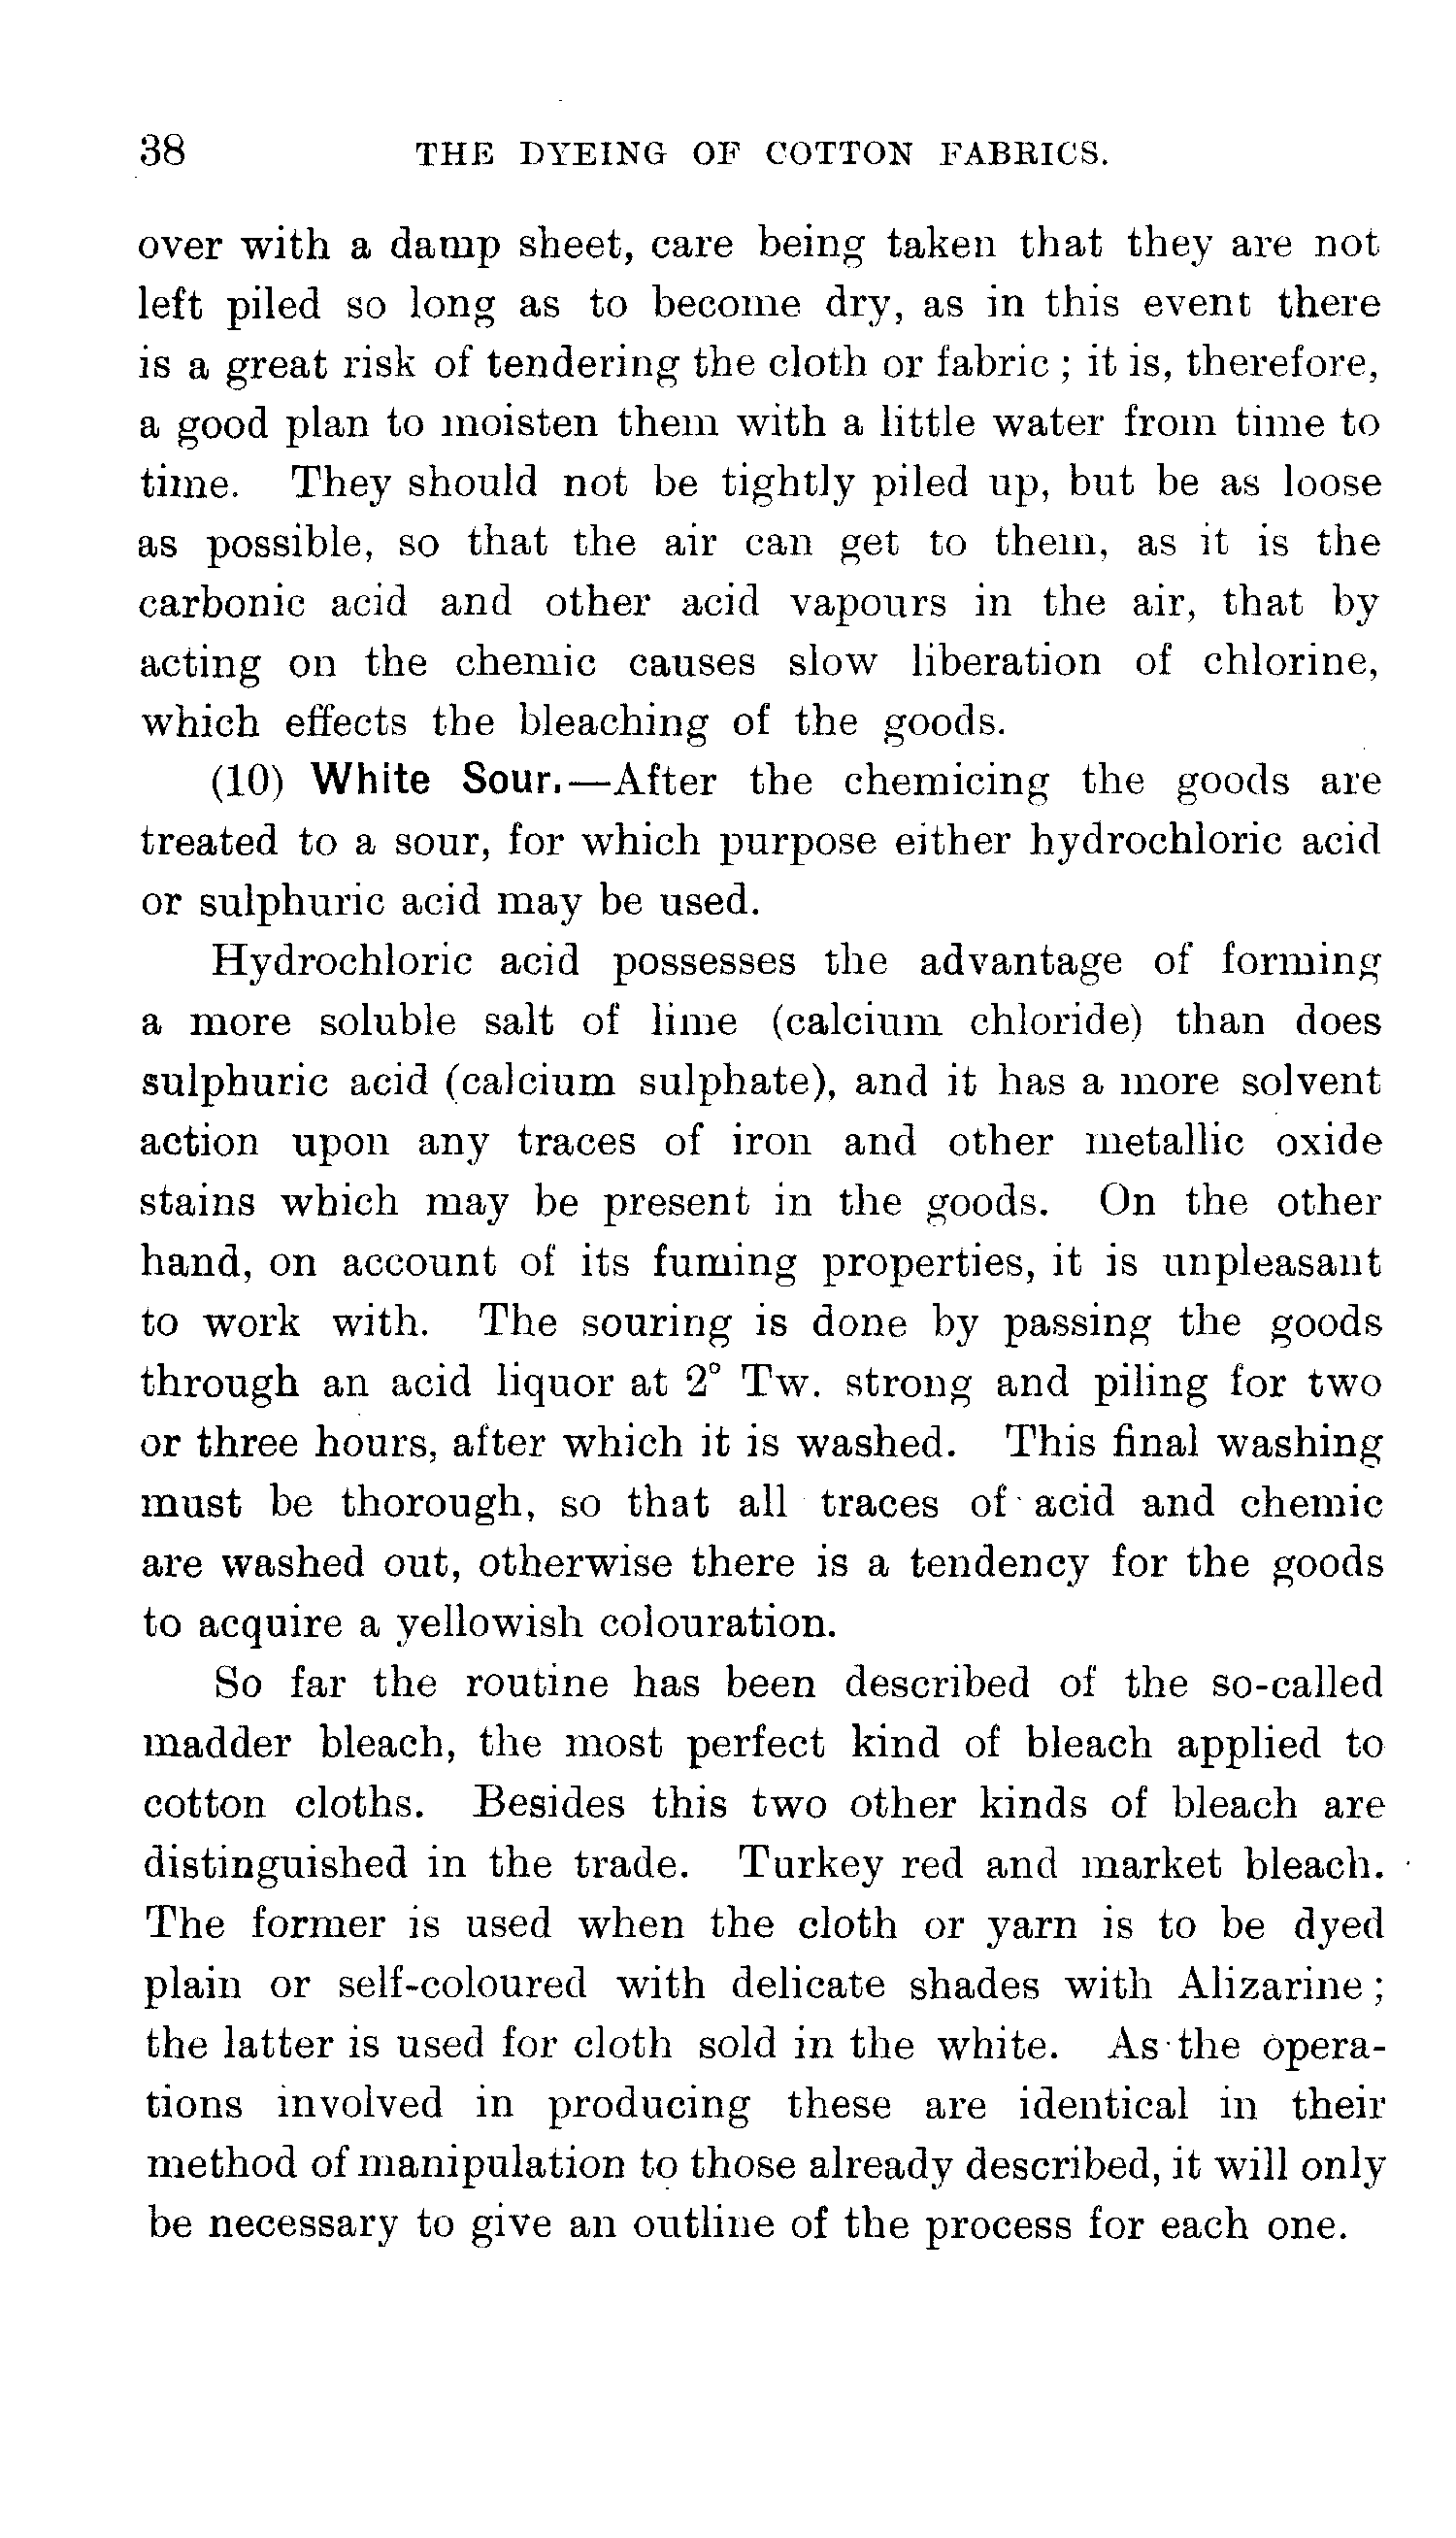 38 THE DYEING OF COTTON FABRICS.
over with a damp sheet, care being taken that they are not
left piled so long as to become dry, as in this event there
is a great risk of tendering the cloth or fabric ; it is, therefore,
a good plan to moisten them with a little water from time to
time. They should not be tightly piled up, but be as loose
as possible, so that the air can get to them, as it is the
carbonic acid and other acid vapours in the air, that by
acting on the chemic causes slow liberation of chlorine,
which effects the bleaching of the goods.
(10) White Sour.—After the chemicing the goods are
treated to a sour, for which purpose either hydrochloric acid
or sulphuric acid may be used.
Hydrochloric acid possesses the advantage of forming
a more soluble salt of lime (calcium chloride) than does
sulphuric acid (calcium sulphate), and it has a more solvent
action upon any traces of iron and other metallic oxide
stains which may be present in the goods. On the other
hand, on account of its fuming properties, it is unpleasant
to work with. The souring is done by passing the goods
through an acid liquor at 2° Tw. strong and piling for two
or three hours, after which it is washed. This final washing
must be thorough, so that all traces of acid and chemic
are washed out, otherwise there is a tendency for the goods
to acquire a yellowish colouration.
So far the routine has been described of the so-called
madder bleach, the most perfect kind of bleach applied to
cotton cloths. Besides this two other kinds of bleach are
distinguished in the trade. Turkey red and market bleach.
The former is used when the cloth or yarn is to be dyed
plain or self-coloured with delicate shades with Alizarine ;
the latter is used for cloth sold in the white. As the opera-
tions involved in producing these are identical in their
method of manipulation to those already described, it will only
be necessary to give an outline of the process for each one.